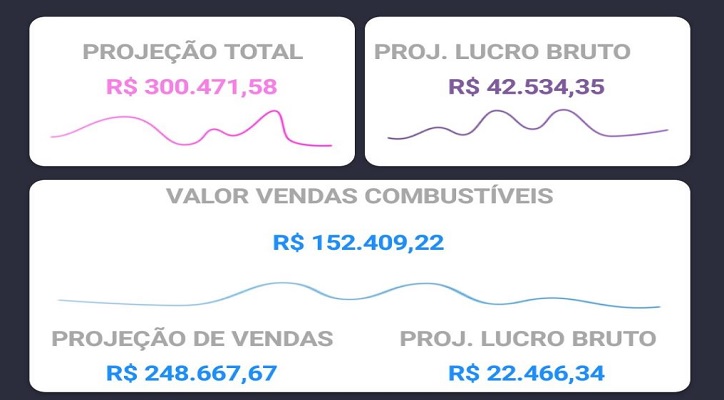 PROJEÇÃO TOTAL
R$ 300.471,58
PROJ. LUCRO BRUTO
R$ 42.534,35
VALOR VENDAS COMBUSTÍVEIS
R$ 152.409,22
PROJEÇÃO DE VENDAS
R$ 248.667,67
PROJ. LUCRO BRUTO
R$ 22.466,34